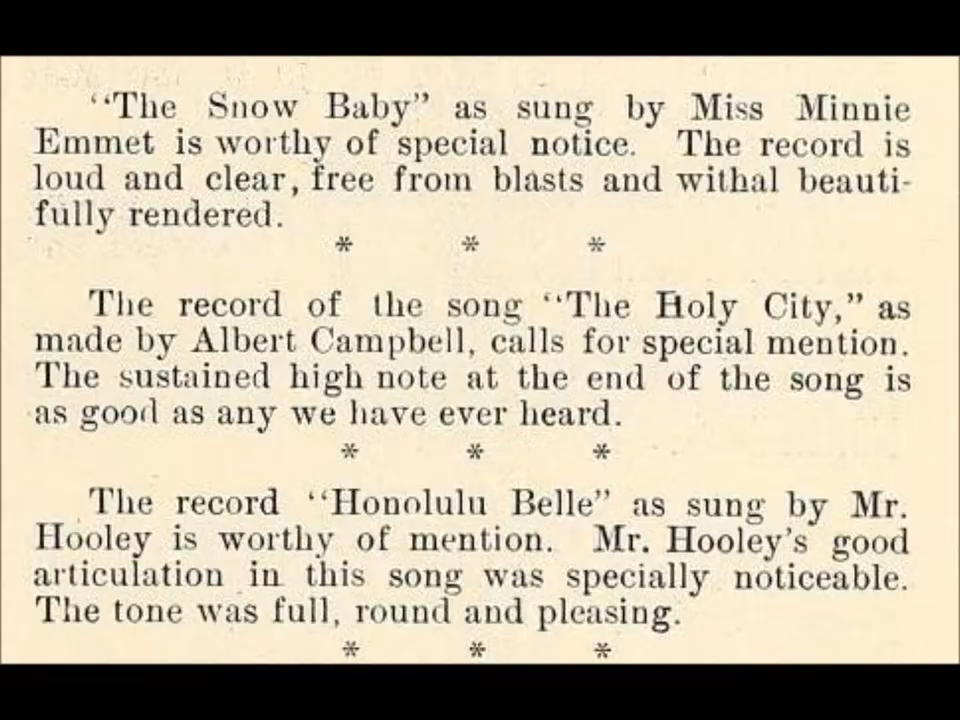 “The Snow Baby” as sung by Miss Minnie
Emmet is worthy of special notice. The record is
loud and clear, free from blasts and withal beauti-
fully rendered.
* * *
The record of the song “The Holy City,” as
made by Albert Campbell, calls for special mention.
The sustained high note at the end of the song is
as good as any we have ever heard.
* * *
The record “Honolulu Belle” as sung by Mr.
Hooley is worthy of mention. Mr. Hooley's good
articulation in this song was specially noticeable.
The tone was full, round and pleasing.
* * *